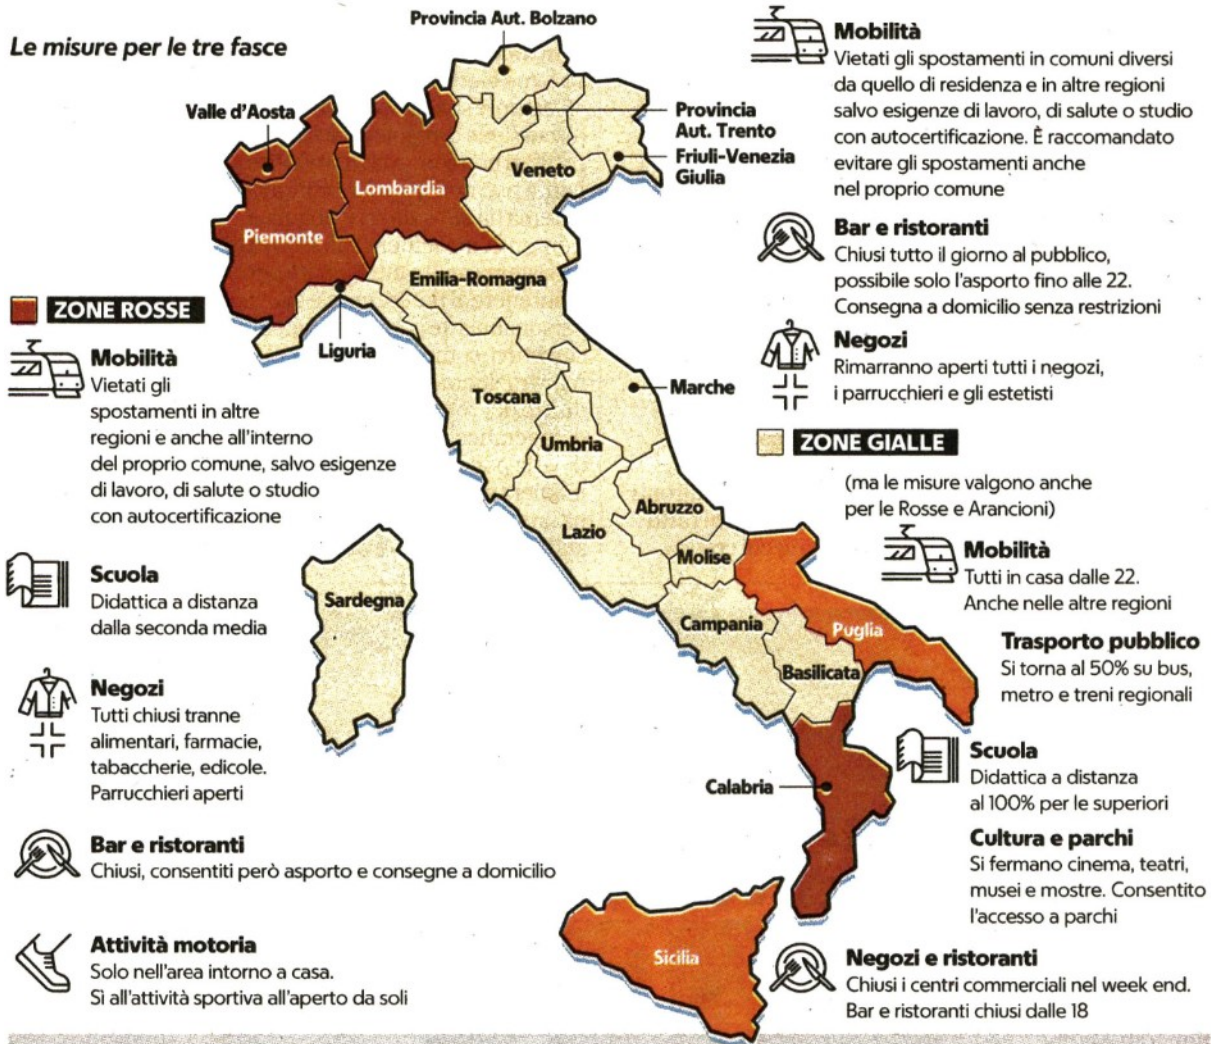 Le misure per le tre fasce
Provincia Aut. Bolzano
Valle d'Aosta
Provincia
Aut. Trento
Friuli-Venezia
Giulia
Veneto
Lombardia
Piemonte
Emilia-Romagna
Liguria
Toscana
Marche
Umbria
Abruzzo
Lazio
Molise
Sardegna
Campania
Puglia
Basilicata
Calabria
Sicilia
ZONE ROSSE
Mobilità
Vietati gli
spostamenti in altre
regioni e anche all'interno
del proprio comune, salvo esigenze
di lavoro, di salute o studio
con autocertificazione
Scuola
Didattica a distanza
dalla seconda media
Negozi
Tutti chiusi tranne
alimentari, farmacie,
tabaccherie, edicole.
Parrucchieri aperti
Bar e ristoranti
Chiusi, consentiti però asporto e consegne a domicilio
Attività motoria
Solo nell'area intorno a casa.
Sì all'attività sportiva all'aperto da soli
Mobilità
Vietati gli spostamenti in comuni diversi
da quello di residenza e in altre regioni
salvo esigenze di lavoro, di salute o studio
con autocertificazione. È raccomandato
evitare gli spostamenti anche
nel proprio comune
Bar e ristoranti
Chiusi tutto il giorno al pubblico,
possibile solo l'asporto fino alle 22.
Consegna a domicilio senza restrizioni
Negozi
Rimarranno aperti tutti i negozi,
i parrucchieri e gli estetisti
ZONE GIALLE
(ma le misure valgono anche
per le Rosse e Arancioni)
Mobilità
Tutti in casa dalle 22.
Anche nelle altre regioni
Trasporto pubblico
Si torna al 50% su bus,
metro e treni regionali
Scuola
Didattica a distanza
al 100% per le superiori
Cultura e parchi
Si fermano cinema, teatri,
musei e mostre. Consentito
l'accesso a parchi
Negozi e ristoranti
Chiusi i centri commerciali nel week end.
Bar e ristoranti chiusi dalle 18